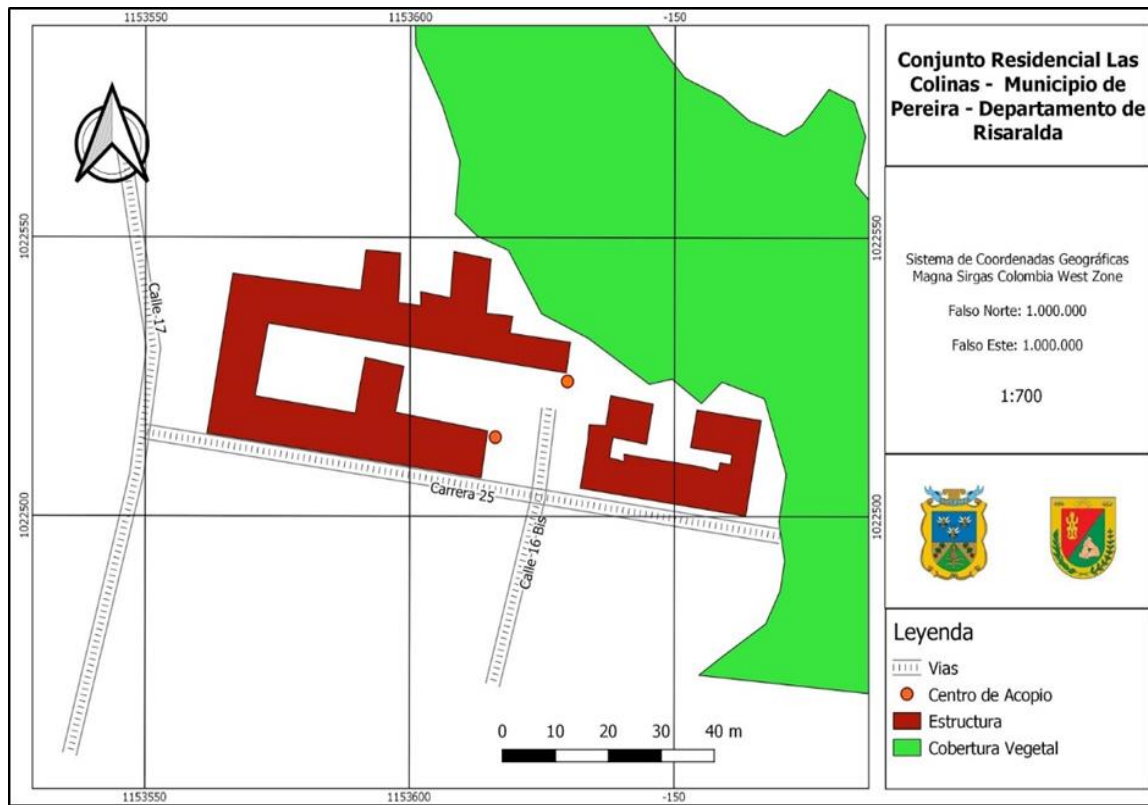 1153550
1153600
-150
Conjunto Residencial Las
Colinas - Municipio de
Pereira - Departamento de
Risaralda
1022550
1022550
Sistema de Coordenadas Geográficas
Magna Sirgas Colombia West Zone
Falso Norte: 1.000.000
Falso Este: 1.000.000
1:700
Calle 17
Carrera 25
Calle 16 Bis
1022500
1022500
Leyenda
Vias
Centro de Acopio
Estructura
Cobertura Vegetal
0 10 20 30 40 m
1153550
1153600
-150